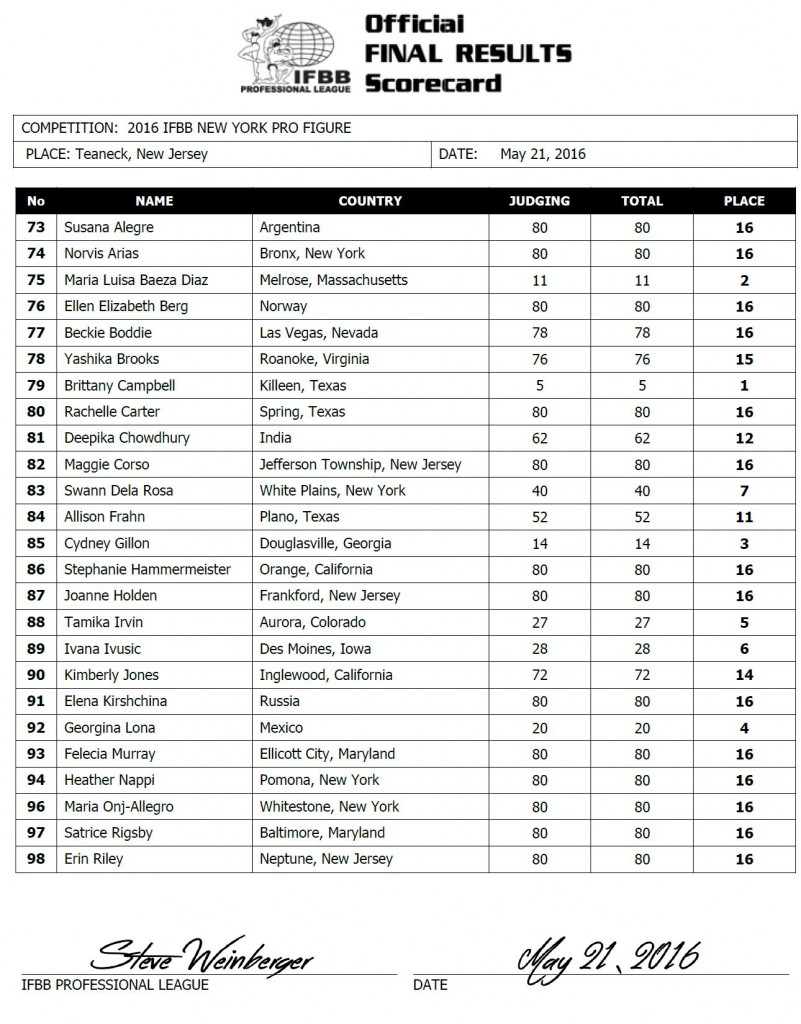 Official
FINAL RESULTS
Scorecard
IFBB
PROFESSIONAL LEAGUE
COMPETITION: 2016 IFBB NEW YORK PRO FIGURE
PLACE: Teaneck, New Jersey DATE: May 21, 2016
No NAME COUNTRY JUDGING TOTAL PLACE
73 Susana Alegre Argentina 80 80 16
74 Norvis Arias Bronx, New York 80 80 16
75 Maria Luisa Baeza Diaz Melrose, Massachusetts 11 11 2
76 Ellen Elizabeth Berg Norway 80 80 16
77 Beckie Boddie Las Vegas, Nevada 78 78 16
78 Yashika Brooks Roanoke, Virginia 76 76 15
79 Brittany Campbell Killeen, Texas 5 5 1
80 Rachelle Carter Spring, Texas 80 80 16
81 Deepika Chowdhury India 62 62 12
82 Maggie Corso Jefferson Township, New Jersey 80 80 16
83 Swann Dela Rosa White Plains, New York 40 40 7
84 Allison Frahn Plano, Texas 52 52 11
85 Cydney Gillon Douglasville, Georgia 14 14 3
86 Stephanie Hammermeister Orange, California 80 80 16
87 Joanne Holden Frankford, New Jersey 80 80 16
88 Tamika Irvin Aurora, Colorado 27 27 5
89 Ivana Ivusic Des Moines, Iowa 28 28 6
90 Kimberly Jones Inglewood, California 72 72 14
91 Elena Kirshchina Russia 80 80 16
92 Georgina Lona Mexico 20 20 4
93 Felecia Murray Ellicott City, Maryland 80 80 16
94 Heather Nappi Pomona, New York 80 80 16
96 Maria Onj-Allegro Whitestone, New York 80 80 16
97 Satrice Rigsby Baltimore, Maryland 80 80 16
98 Erin Riley Neptune, New Jersey 80 80 16
Steve Weinberger May 21, 2016
IFBB PROFESSIONAL LEAGUE DATE